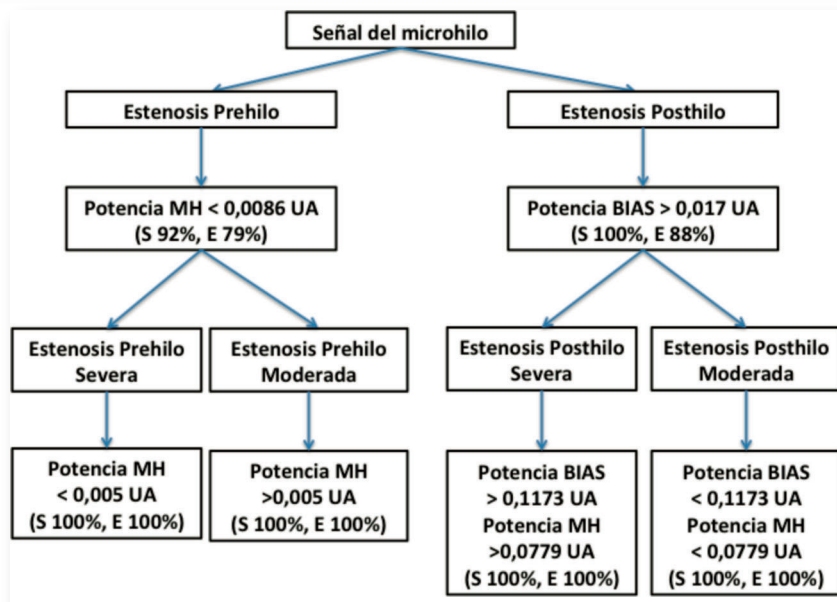 Señal del microhilo
Estenosis Prehilo
Estenosis Posthilo
Potencia MH < 0,0086 UA
(S 92%, E 79%)
Potencia BIAS > 0,017 UA
(S 100%, E 88%)
Estenosis Prehilo
Severa
Estenosis Prehilo
Moderada
Estenosis Posthilo
Severa
Estenosis Posthilo
Moderada
Potencia MH
< 0,005 UA
(S 100%, E 100%)
Potencia MH
>0,005 UA
(S 100%, E 100%)
Potencia BIAS
> 0,1173 UA
Potencia MH
>0,0779 UA
(S 100%, E 100%)
Potencia BIAS
< 0,1173 UA
Potencia MH
< 0,0779 UA
(S 100%, E 100%)